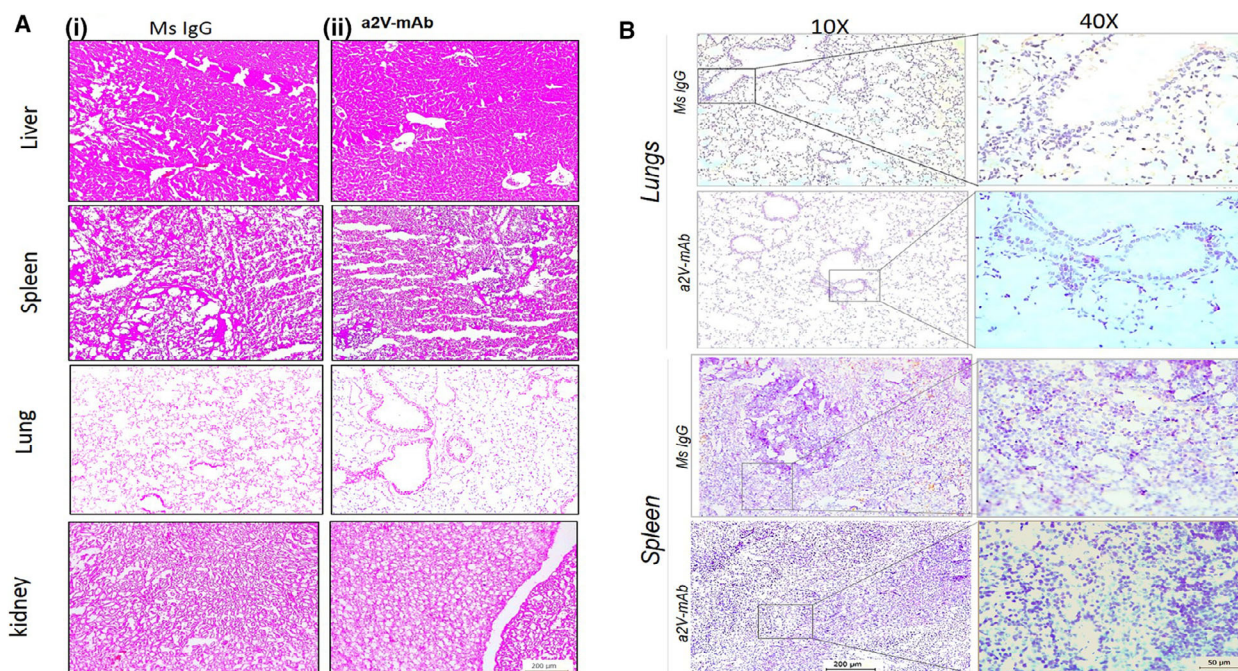 A
(i)
Ms IgG
(ii)
a2V-mAb
Liver
Spleen
Lung
kidney
200 µm
B
10X
40X
Lungs
Ms IgG
a2V-mAb
Spleen
Ms IgG
a2V-mAb
200 µm
50 µm